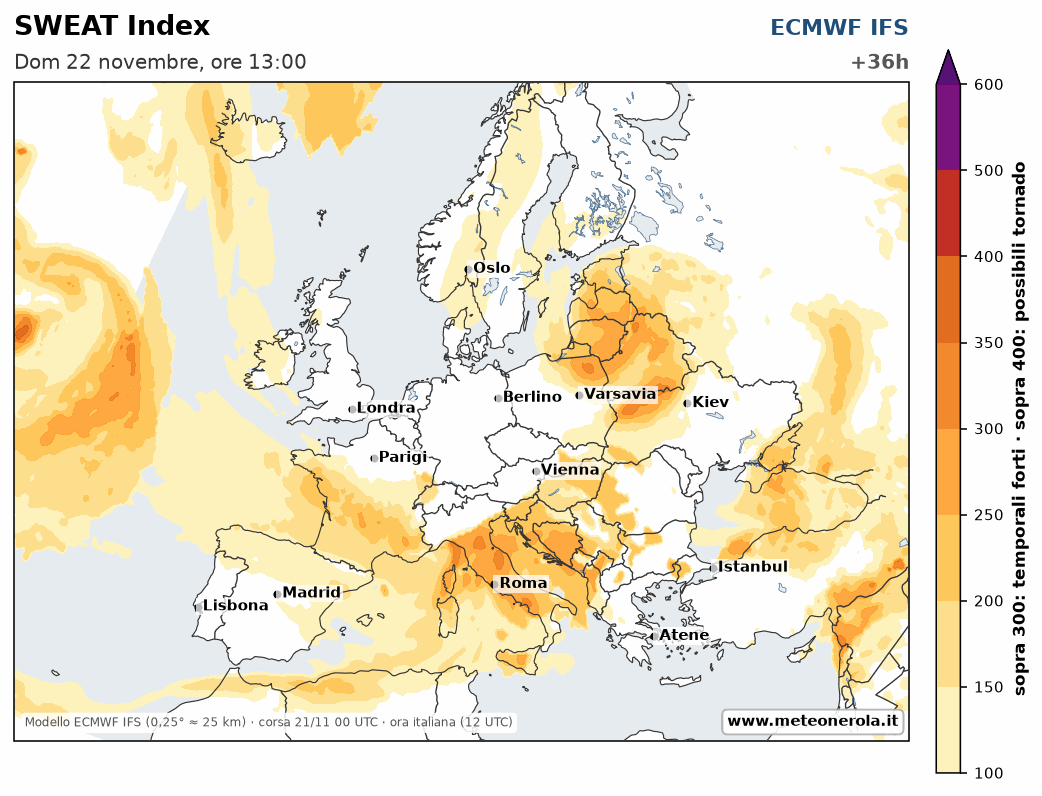 SWEAT Index
ECMWF IFS
Dom 22 novembre, ore 13:00
+36h
Oslo
Berlino
Varsavia
Kiev
Londra
Parigi
Vienna
Istanbul
Roma
Madrid
Lisbona
Atene
Modello ECMWF IFS (0,25° ≈ 25 km) · corsa 21/11 00 UTC · ora italiana (12 UTC)
www.meteonerola.it
600
500
400
350
300
250
200
150
100
sopra 300: temporali forti · sopra 400: possibili tornado